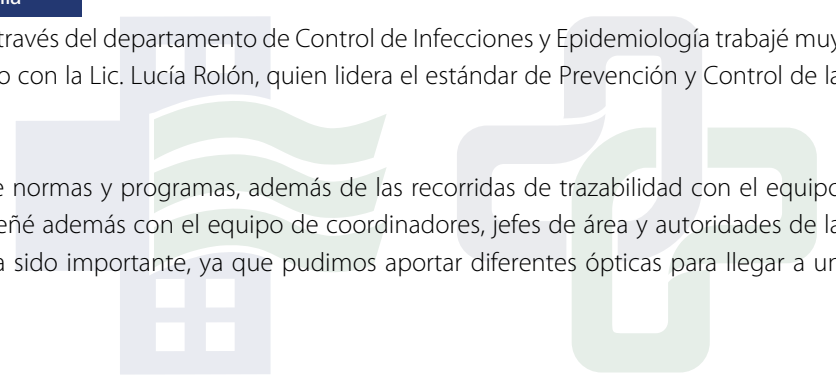 través del departamento de Control de Infecciones y Epidemiología trabajé muy
o con la Lic. Lucía Rolón, quien lidera el estándar de Prevención y Control de la
e normas y programas, además de las recorridas de trazabilidad con el equipo
eñé además con el equipo de coordinadores, jefes de área y autoridades de la
a sido importante, ya que pudimos aportar diferentes ópticas para llegar a un